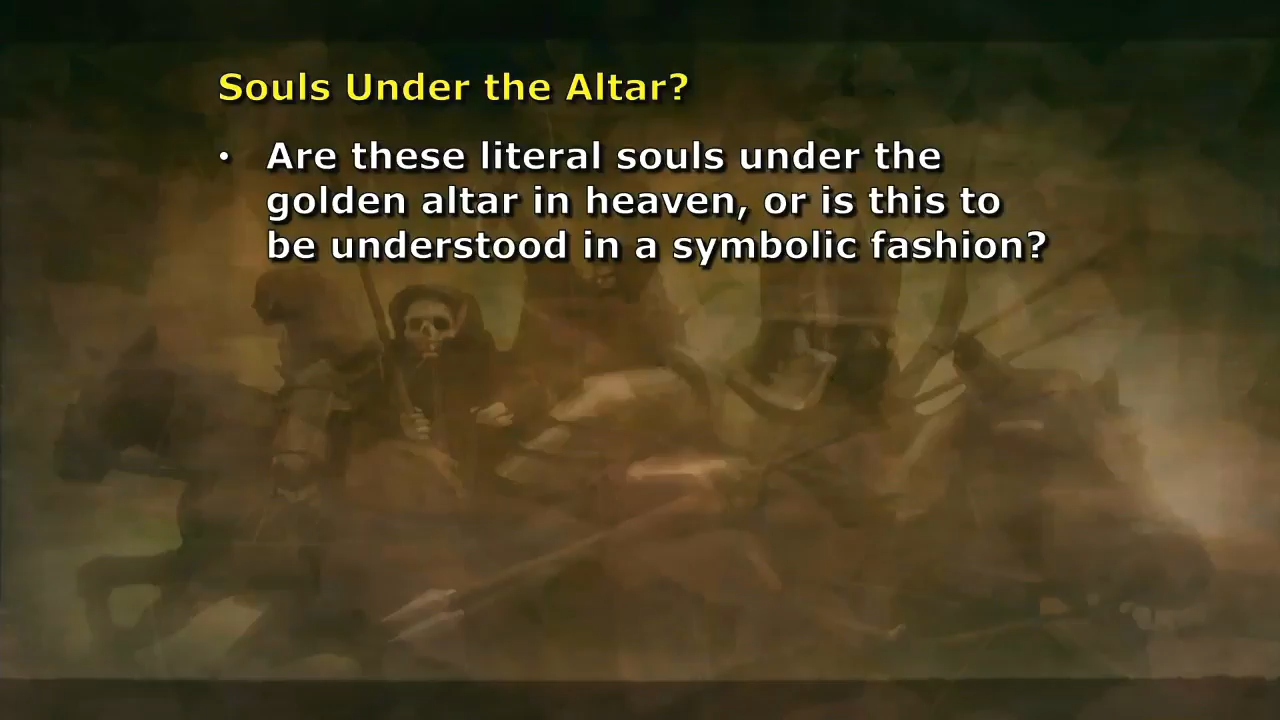 Souls Under the Altar?
• Are these literal souls under the
golden altar in heaven, or is this to
be understood in a symbolic fashion?